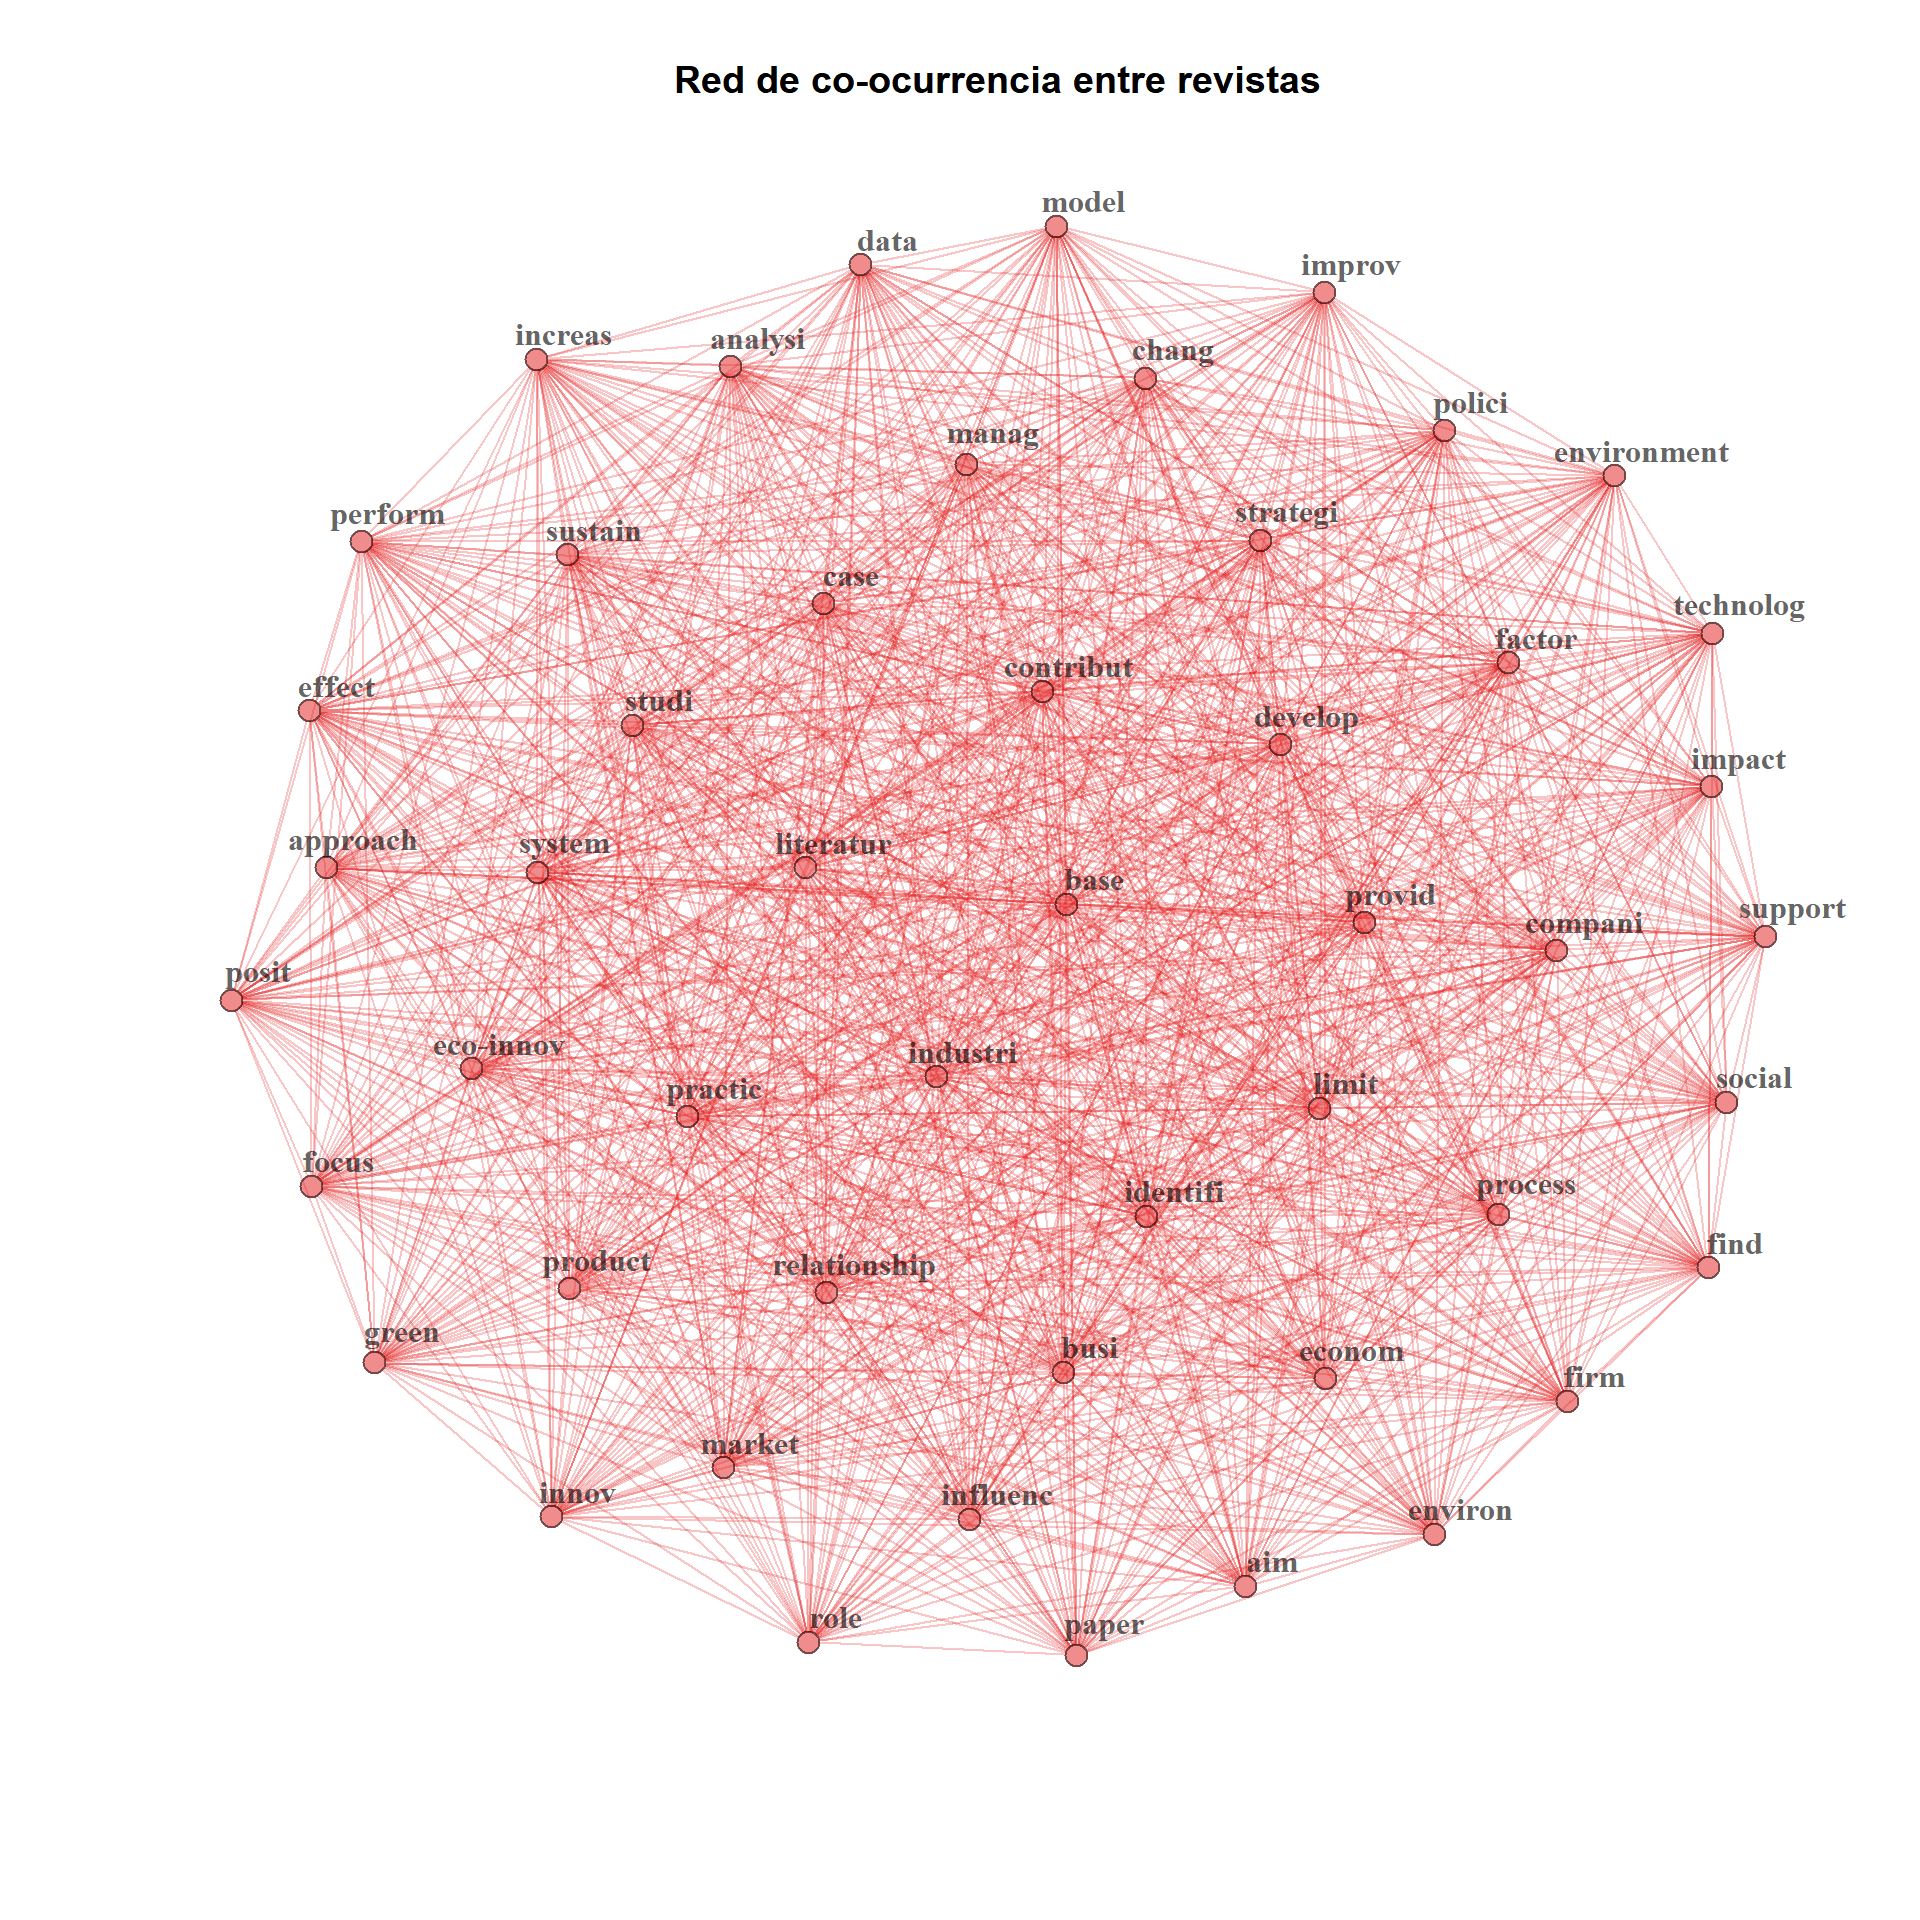 Red de co-ocurrencia entre revistas
model
data
improv
increas
analysi
chang
polici
manag
environment
perform
sustain
strategi
case
technolog
factor
contribut
effect
studi
develop
impact
approach
system
literatur
base
provid
support
compani
posit
eco-innov
industri
practic
limit
social
focus
identifi
process
product
relationship
find
green
busi
econom
firm
market
innov
influenc
environ
aim
role
paper